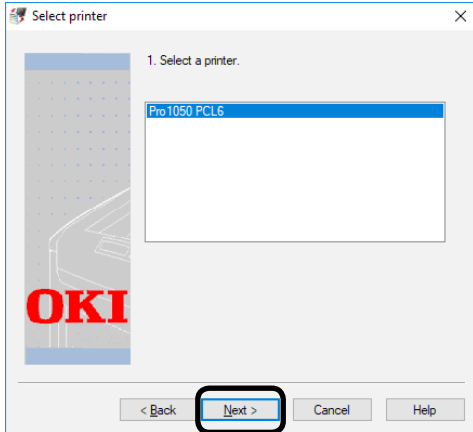 Select printer
1. Select a printer.
Pro1050 PCL6
OKI
< Back Next > Cancel Help